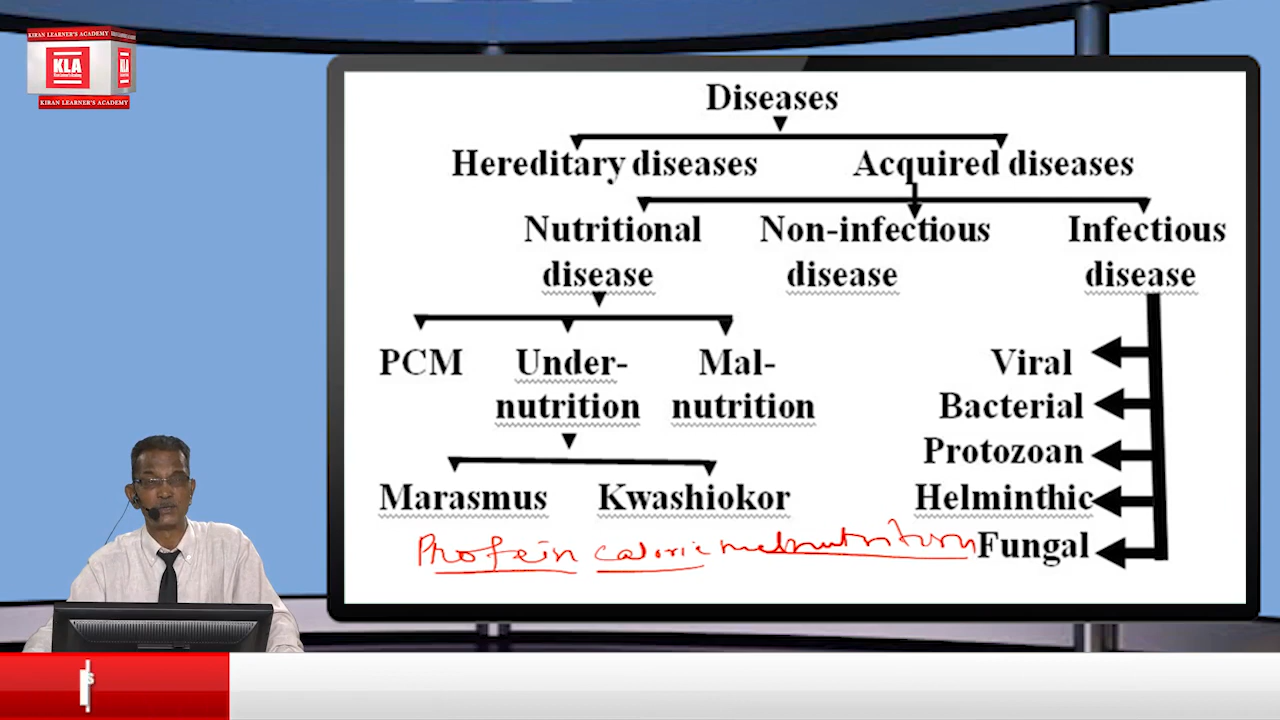 KIRAN LEARNER'S ACADEMY
KLA
KIRAN LEARNER'S ACADEMY
Diseases
Hereditary diseases Acquired diseases
Nutritional Non-infectious Infectious
disease disease disease
PCM Under- Mal- Viral
nutrition nutrition Bacterial
Protozoan
Marasmus Kwashiokor Helminthic
Protein caloric malnutrition Fungal